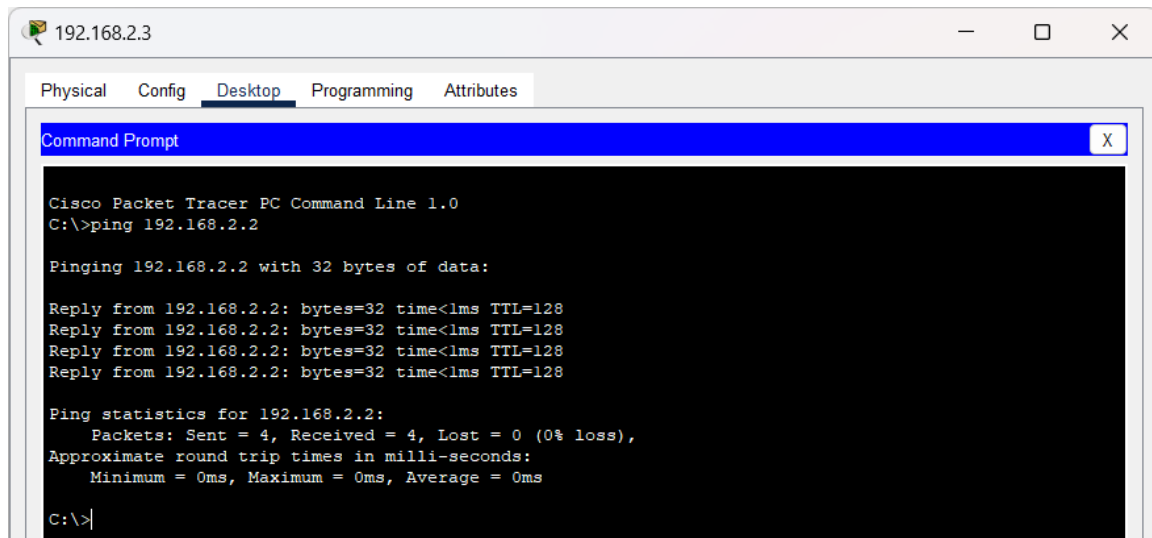 192.168.2.3
Physical Config Desktop Programming Attributes
Command Prompt
X
Cisco Packet Tracer PC Command Line 1.0
C:\>ping 192.168.2.2
Pinging 192.168.2.2 with 32 bytes of data:
Reply from 192.168.2.2: bytes=32 time<1ms TTL=128
Reply from 192.168.2.2: bytes=32 time<1ms TTL=128
Reply from 192.168.2.2: bytes=32 time<1ms TTL=128
Reply from 192.168.2.2: bytes=32 time<1ms TTL=128
Ping statistics for 192.168.2.2:
Packets: Sent = 4, Received = 4, Lost = 0 (0% loss),
Approximate round trip times in milli-seconds:
Minimum = 0ms, Maximum = 0ms, Average = 0ms
C:\>